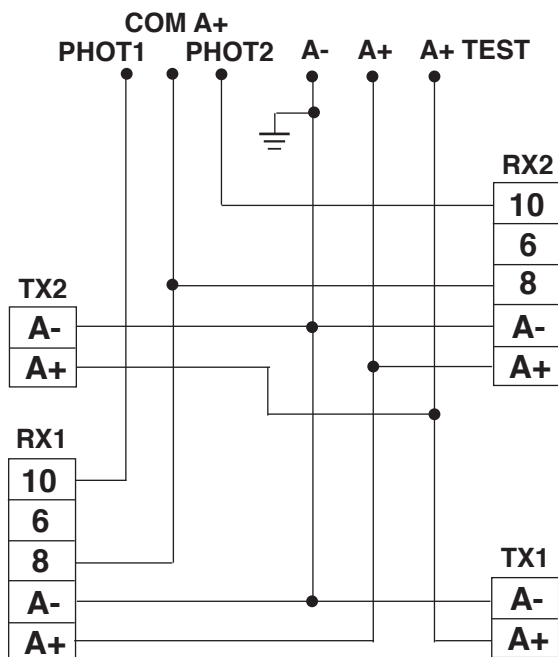 COM A+
PHOT1 PHOT2 A- A+ A+ TEST
RX2
10
6
8
A-
A+
TX2
A-
A+
RX1
10
6
8
A-
A+
TX1
A-
A+